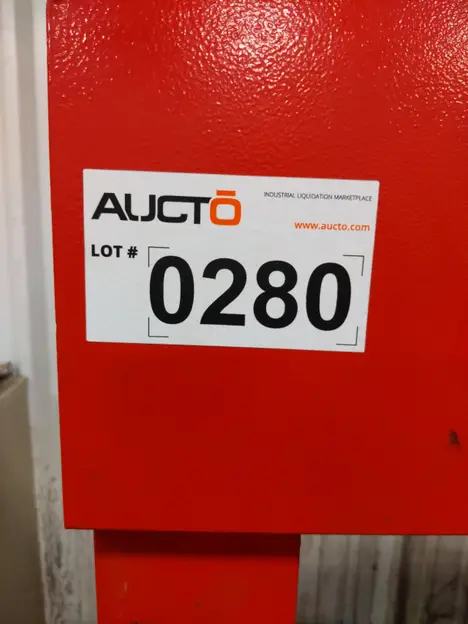 AUCTŌ
INDUSTRIAL LIQUIDATION MARKETPLACE
www.aucto.com
LOT # 0280